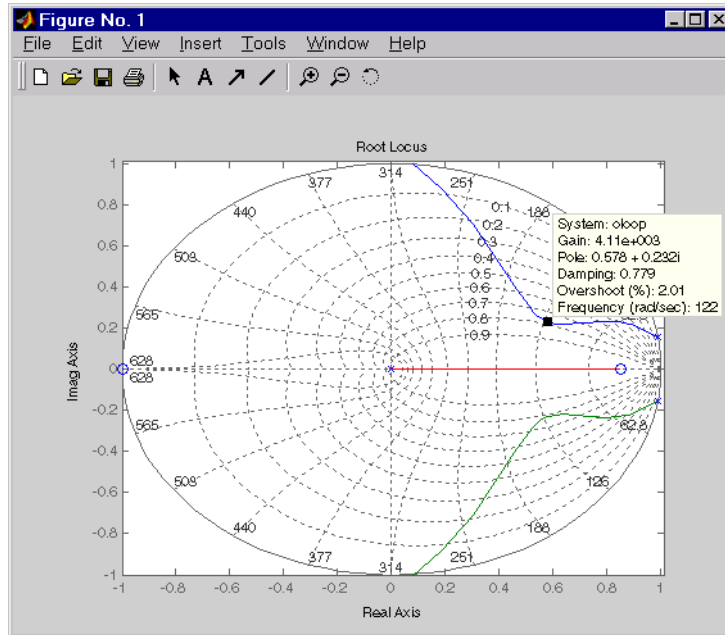 Figure No. 1
File Edit View Insert Tools Window Help
A
Root Locus
1
0.8
0.6
0.4
0.2
0
-0.2
-0.4
-0.6
-0.8
-1
Imag Axis
314
377
251
440
188
503
565
628
628
565
503
440
377
314
251
188
126
62.8
0.1
0.2
0.3
0.4
0.5
0.6
0.7
0.8
0.9
System: oloop
Gain: 4.11e+003
Pole: 0.578 + 0.232i
Damping: 0.779
Overshoot (%): 2.01
Frequency (rad/sec): 122
-1 -0.8 -0.6 -0.4 -0.2 0 0.2 0.4 0.6 0.8 1
Real Axis